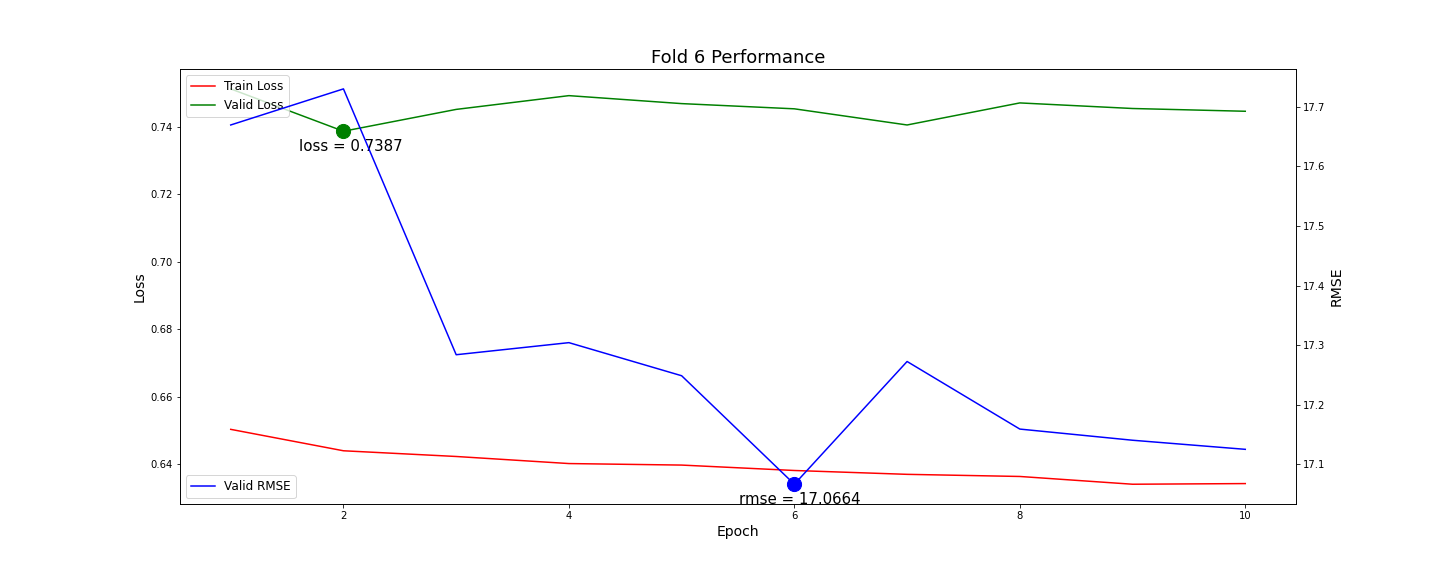 Fold 6 Performance
Train Loss
Valid Loss
loss = 0.7387
rmse = 17.0664
Valid RMSE
Loss
0.74
0.72
0.70
0.68
0.66
0.64
RMSE
17.7
17.6
17.5
17.4
17.3
17.2
17.1
2 4 6 8 10
Epoch